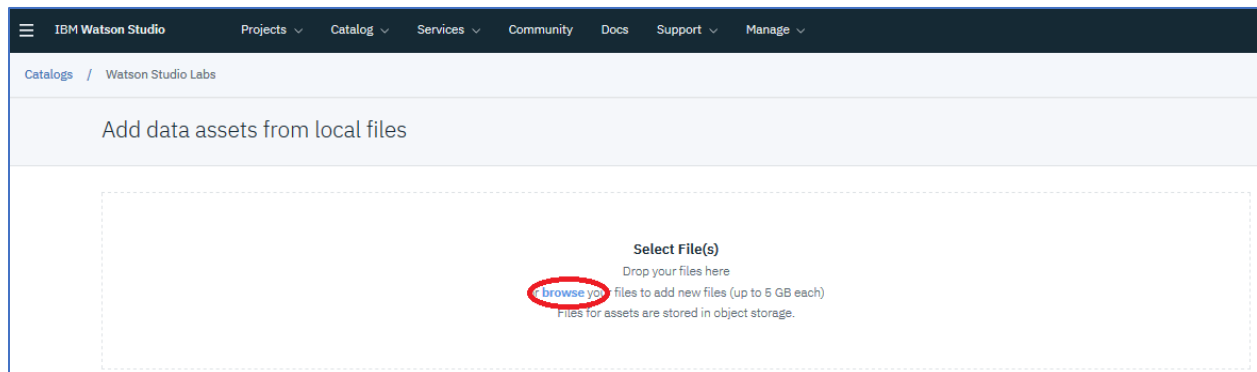 IBM Watson Studio Projects Catalog Services Community Docs Support Manage
Catalogs / Watson Studio Labs
Add data assets from local files
Select File(s)
Drop your files here
r browse your files to add new files (up to 5 GB each)
Files for assets are stored in object storage.